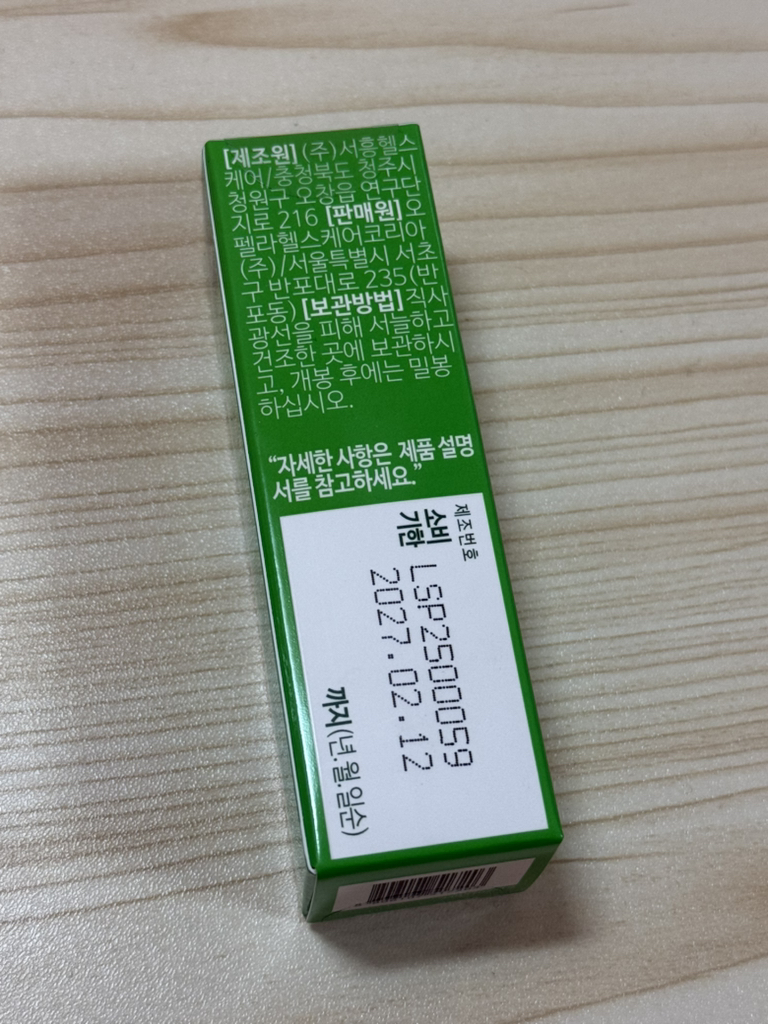 [제조원] (주)서흥헬스
케어/충청북도 청주시
청원구 오창읍 연구단
지로 216 [판매원] 오
펠라헬스케어코리아
(주)/서울특별시 서초
구 반포대로 235(반
포동) [보관방법] 직사
광선을 피해 서늘하고
건조한 곳에 보관하시
고, 개봉 후에는 밀봉
하십시오.
“자세한 사항은 제품 설명
서를 참고하세요.”
제조번호 LSP2500059
소비
기한 2027.02.12
까지(년.월.일순)